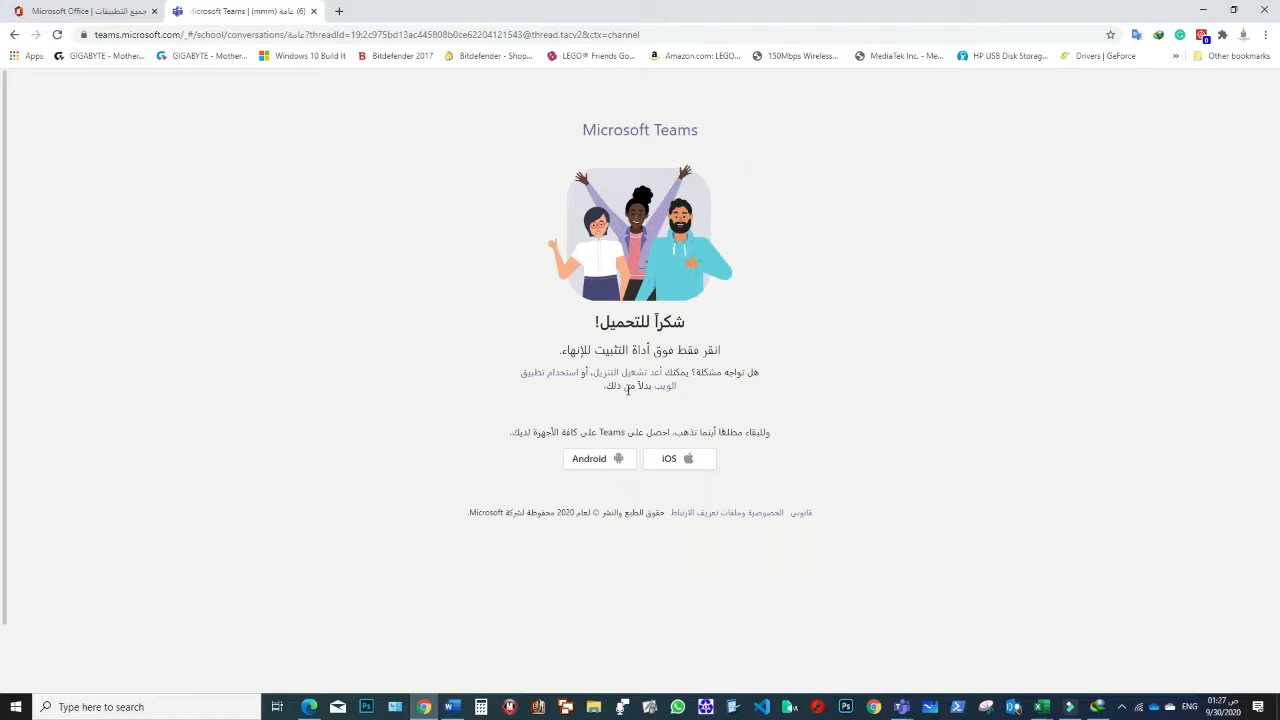 Microsoft Office | جميع التطبيقات
(6) عامة (mmm) | Microsoft Teams
teams.microsoft.com/_#/school/conversations/عامة?threadId=19:2c975bd13ac445808b0ce62204121543@thread.tacv2&ctx=channel
Apps GIGABYTE - Mother... GIGABYTE - Mother... Windows 10 Build It Bitdefender 2017 Bitdefender - Shop... LEGO® Friends Go... Amazon.com: LEGO... 150Mbps Wireless... MediaTek Inc. - Me... HP USB Disk Storag... Drivers | GeForce » Other bookmarks
Microsoft Teams
شكراً للتحميل!
انقر فقط فوق أداة التثبيت للإنهاء.
هل تواجه مشكلة؟ يمكنك أعد تشغيل التنزيل، أو استخدام تطبيق
الويب بدلاً من ذلك.
وللبقاء مطلعًا أينما تذهب، احصل على Teams على كافة الأجهزة لديك.
iOS Android
قانوني الخصوصية وملفات تعريف الارتباط حقوق الطبع والنشر © لعام 2020 محفوظة لشركة Microsoft.
Type here to search
ENG
01:27 ص
9/30/2020